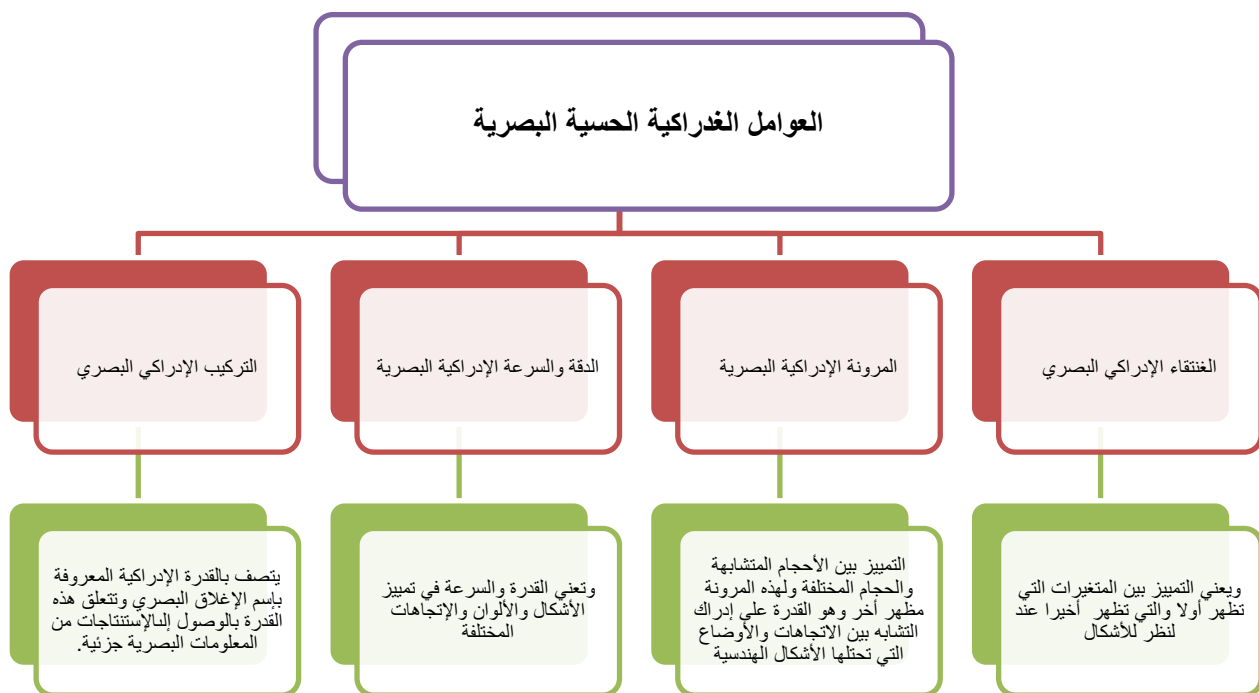 العوامل الغدراكية الحسية البصرية
الغنتقاء الإدراكي البصري
المرونة الإدراكية البصرية
الدقة والسرعة الإدراكية البصرية
التركيب الإدراكي البصري
ويعني التمييز بين المتغيرات التي
تظهر أولا والتي تظهر أخيرا عند
لنظر للأشكال
التمييز بين الأحجام المتشابهة
والحجام المختلفة ولهذه المرونة
مظهر أخر وهو القدرة على إدراك
التشابه بين الاتجاهات والأوضاع
التي تحتلها الأشكال الهندسية
وتعني القدرة والسرعة في تمييز
الأشكال والألوان والإتجاهات
المختلفة
يتصف بالقدرة الإدراكية المعروفة
بإسم الإغلاق البصري وتتعلق هذه
القدرة بالوصول إلىالإستنتاجات من
المعلومات البصرية جزئية.